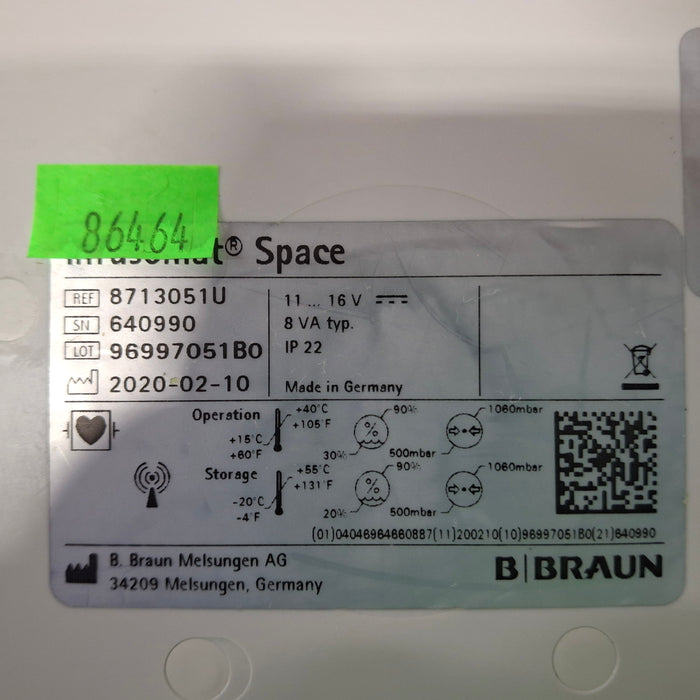 86464
Space
REF 8713051U
SN 640990
LOT 96997051B0
2020-02-10
11 ... 16 V
8 VA typ.
IP 22
Made in Germany
Operation
+40°C
+105°F
+15°C
+60°F
90%
30%
1060mbar
500mbar
Storage
+55°C
+131°F
-20°C
-4°F
90%
20%
1060mbar
500mbar
(01)04046964660887(11)200210(10)96997051B0(21)640990
B. Braun Melsungen AG
34209 Melsungen, Germany
B|BRAUN